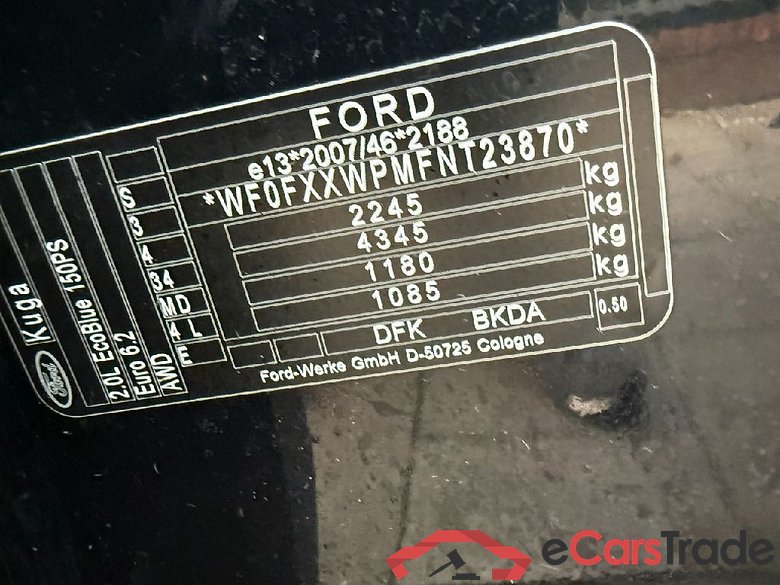 FORD
e13*2007/46*2188
*WF0FXXWPMFNT23870*
2245 kg
4345 kg
1180 kg
1085 kg
DFK BKDA 0.50
Ford-Werke GmbH D-50725 Cologne
Ford Kuga
2.0L EcoBlue 150PS
Euro 6.2
AWD
S
3
4
34
MD
4 L
E
eCarsTrade